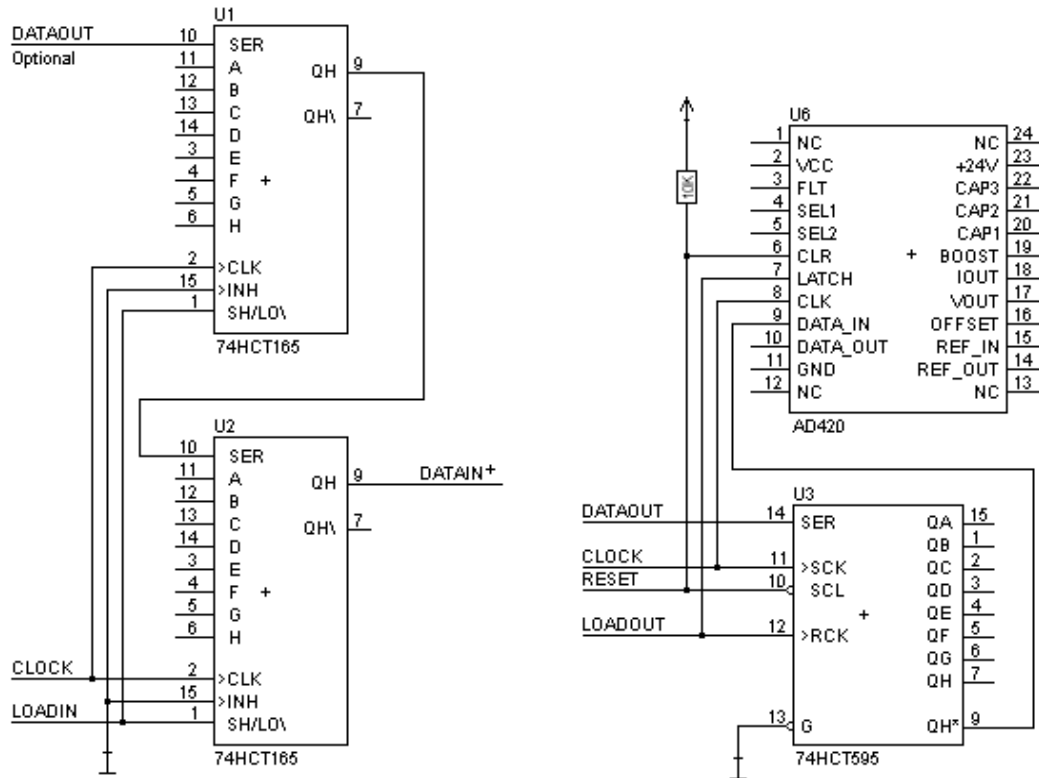 U1
DATAOUT 10 SER
Optional 11 A
12 B QH 9
13 C
14 D QH\ 7
3 E
4 F +
5 G
6 H
2 >CLK
15 >INH
1 SH/LO\
74HCT165
U2
10 SER
11 A
12 B QH 9 DATAIN+
13 C
14 D QH\ 7
3 E
4 F +
5 G
6 H
CLOCK 2 >CLK
15 >INH
LOADIN 1 SH/LO\
74HCT165
10K
U6
1 NC NC 24
2 VCC +24V 23
3 FLT CAP3 22
4 SEL1 CAP2 21
5 SEL2 CAP1 20
6 CLR + BOOST 19
7 LATCH IOUT 18
8 CLK VOUT 17
9 DATA_IN OFFSET 16
10 DATA_OUT REF_IN 15
11 GND REF_OUT 14
12 NC NC 13
AD420
U3
DATAOUT 14 SER QA 15
QB 1
CLOCK 11 >SCK QC 2
RESET 10 SCL QD 3
+ QE 4
LOADOUT 12 >RCK QF 5
QG 6
QH 7
13 G QH* 9
74HCT595